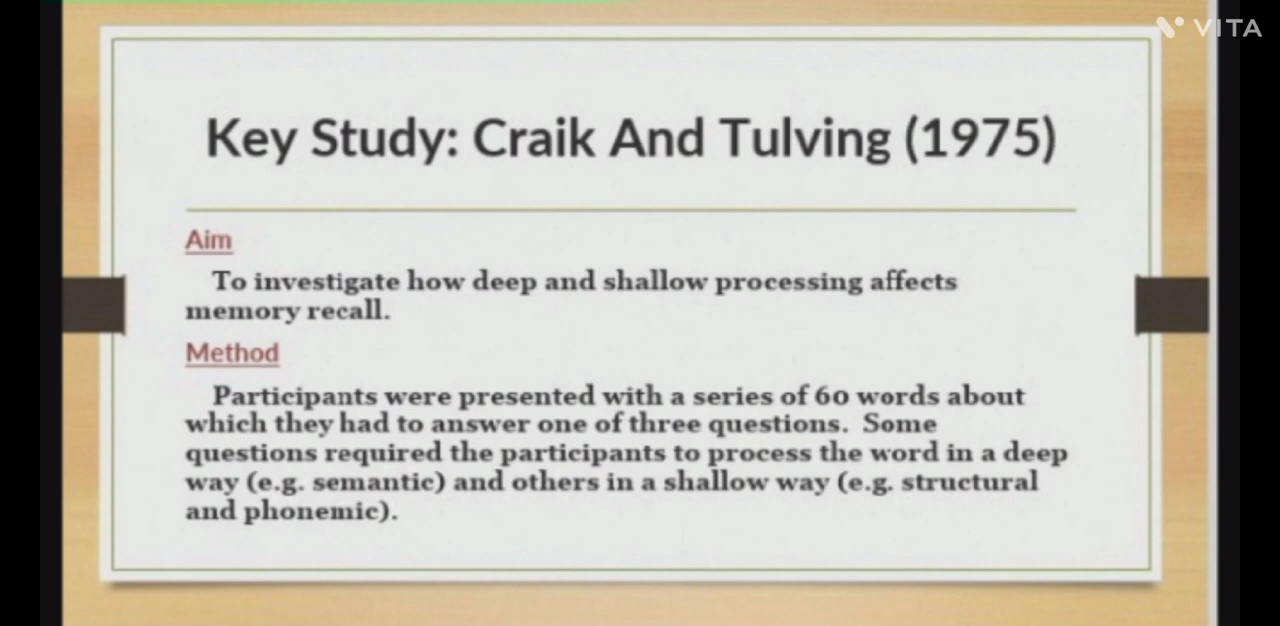 VITA
Key Study: Craik And Tulving (1975)
Aim
To investigate how deep and shallow processing affects
memory recall.
Method
Participants were presented with a series of 60 words about
which they had to answer one of three questions. Some
questions required the participants to process the word in a deep
way (e.g. semantic) and others in a shallow way (e.g. structural
and phonemic).